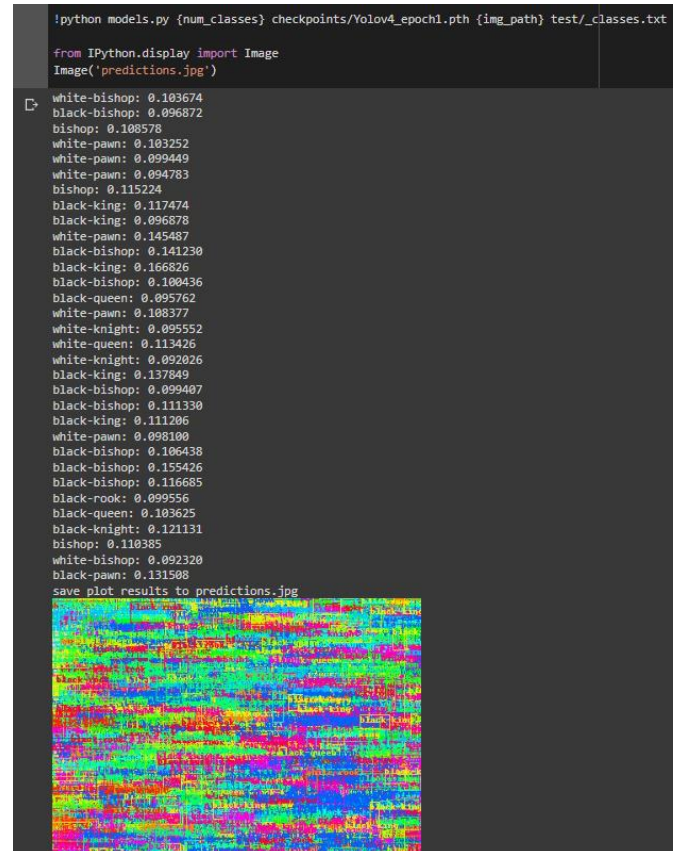 !python models.py {num_classes} checkpoints/Yolov4_epoch1.pth {img_path} test/_classes.txt
from IPython.display import Image
Image('predictions.jpg')
white-bishop: 0.103674
black-bishop: 0.096872
bishop: 0.108578
white-pawn: 0.103252
white-pawn: 0.099449
white-pawn: 0.094783
bishop: 0.115224
black-king: 0.117474
black-king: 0.096878
white-pawn: 0.145487
black-bishop: 0.141230
black-king: 0.166826
black-bishop: 0.100436
black-queen: 0.095762
white-pawn: 0.108377
white-knight: 0.095552
white-queen: 0.113426
white-knight: 0.092026
black-king: 0.137849
black-bishop: 0.099407
black-bishop: 0.111330
black-king: 0.111206
white-pawn: 0.098100
black-bishop: 0.106438
black-bishop: 0.155426
black-bishop: 0.116685
black-rook: 0.099556
black-queen: 0.103625
black-knight: 0.121131
bishop: 0.110385
white-bishop: 0.092320
black-pawn: 0.131508
save plot results to predictions.jpg